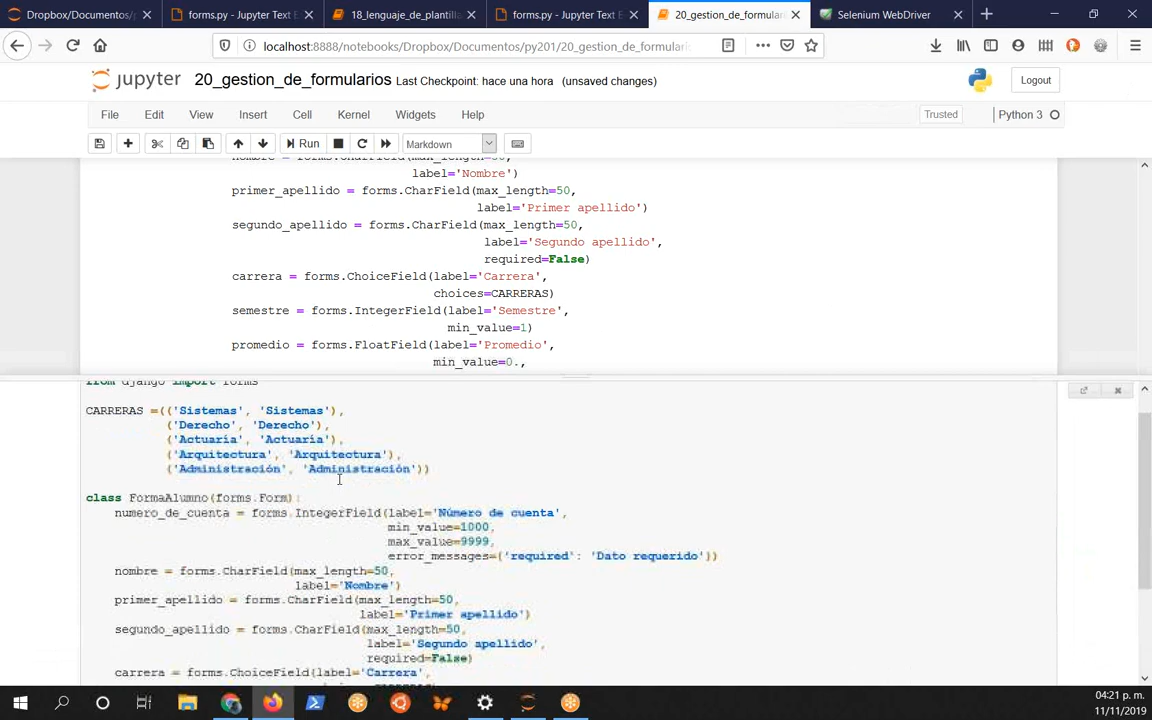 Dropbox/Documentos/
forms.py - Jupyter Text E
18_lenguaje_de_plantill
forms.py - Jupyter Text E
20_gestion_de_formular
Selenium WebDriver
localhost:8888/notebooks/Dropbox/Documentos/py201/20_gestion_de_formular
jupyter 20_gestion_de_formularios Last Checkpoint: hace una hora (unsaved changes)
Logout
File Edit View Insert Cell Kernel Widgets Help
Trusted
Python 3
Run
Markdown
nombre = forms.CharField(max_length=50,
label='Nombre')
primer_apellido = forms.CharField(max_length=50,
label='Primer apellido')
segundo_apellido = forms.CharField(max_length=50,
label='Segundo apellido',
required=False)
carrera = forms.ChoiceField(label='Carrera',
choices=CARRERAS)
semestre = forms.IntegerField(label='Semestre',
min_value=1)
promedio = forms.FloatField(label='Promedio',
min_value=0.,
from django import forms
CARRERAS =(('Sistemas', 'Sistemas'),
('Derecho', 'Derecho'),
('Actuaría', 'Actuaría'),
('Arquitectura', 'Arquitectura'),
('Administración', 'Administración'))
class FormaAlumno(forms.Form):
numero_de_cuenta = forms.IntegerField(label='Número de cuenta',
min_value=1000,
max_value=9999,
error_messages={'required': 'Dato requerido'})
nombre = forms.CharField(max_length=50,
label='Nombre')
primer_apellido = forms.CharField(max_length=50,
label='Primer apellido')
segundo_apellido = forms.CharField(max_length=50,
label='Segundo apellido',
required=False)
carrera = forms.ChoiceField(label='Carrera',
04:21 p. m.
11/11/2019